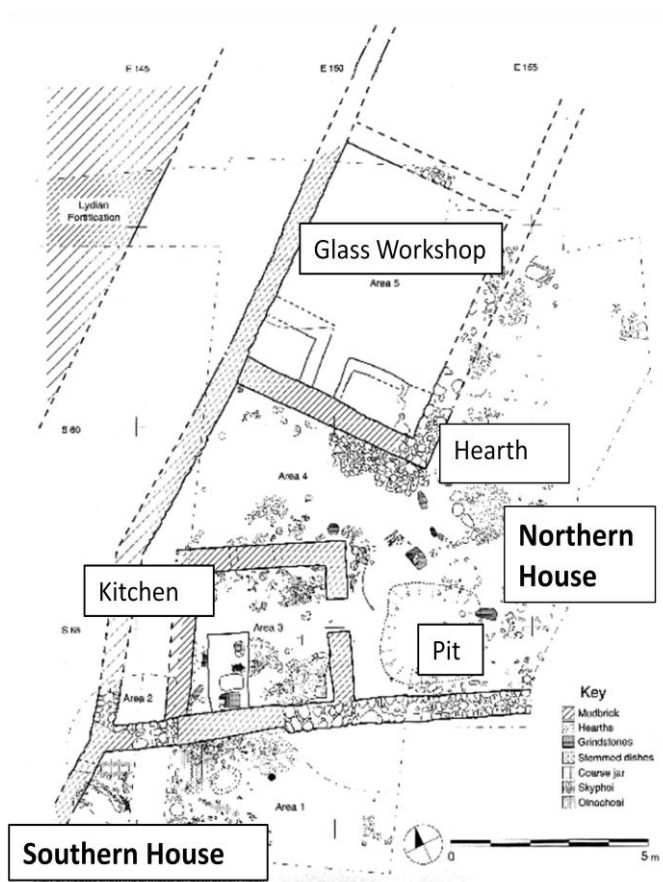 E 145
E 150
E 155
Lydian
Fortification
Glass Workshop
Area 5
S 60
Hearth
Area 4
Northern
House
Kitchen
Area 3
S 65
Pit
Area 2
Key
Mudbrick
Hearths
Grindstones
Stemmed dishes
Coarse jar
Skyphoi
Oinochoai
Area 1
Southern House
0
5 m